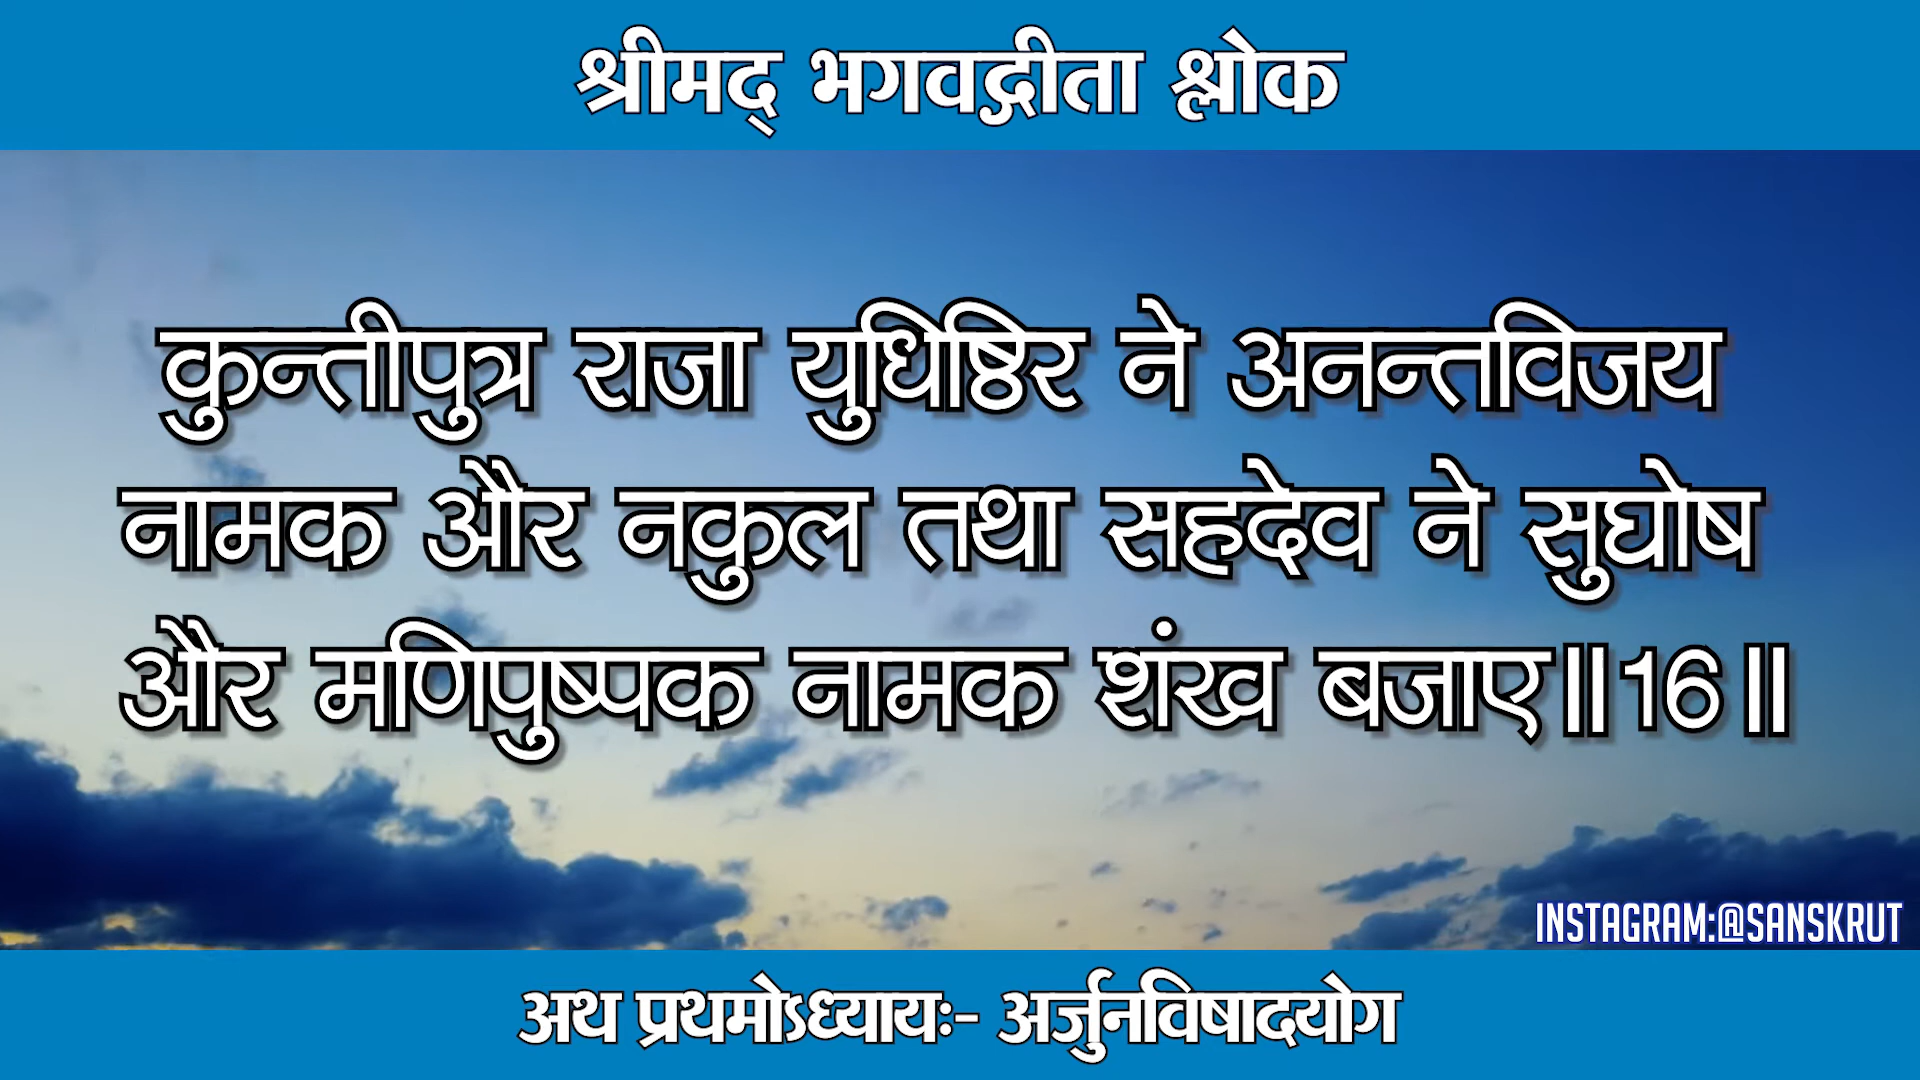 श्रीमद् भगवद्गीता श्लोक
कुन्तीपुत्र राजा युधिष्ठिर ने अनन्तविजय
नामक और नकुल तथा सहदेव ने सुघोष
और मणिपुष्पक नामक शंख बजाए॥16॥
INSTAGRAM:@SANSKRUT
अथ प्रथमोऽध्यायः- अर्जुनविषादयोग